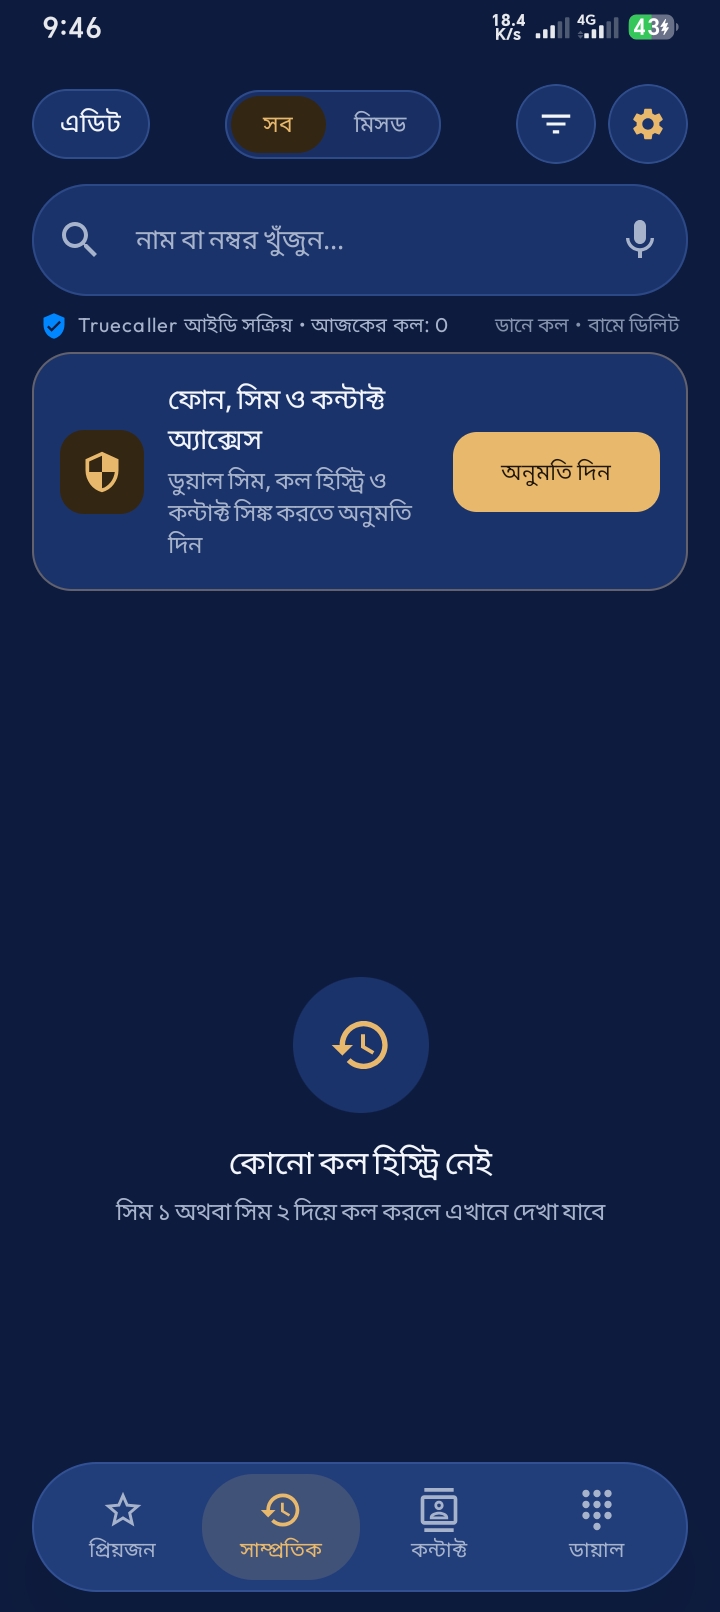 9:46
18.4 K/s
4G
43
এডিট
সব
মিসড
নাম বা নম্বর খুঁজুন...
Truecaller আইডি সক্রিয় • আজকের কল: 0
ডানে কল • বামে ডিলিট
ফোন, সিম ও কন্টাক্ট
অ্যাক্সেস
ডুয়াল সিম, কল হিস্ট্রি ও
কন্টাক্ট সিঙ্ক করতে অনুমতি
দিন
অনুমতি দিন
কোনো কল হিস্ট্রি নেই
সিম ১ অথবা সিম ২ দিয়ে কল করলে এখানে দেখা যাবে
প্রিয়জন
সাম্প্রতিক
কন্টাক্ট
ডায়াল